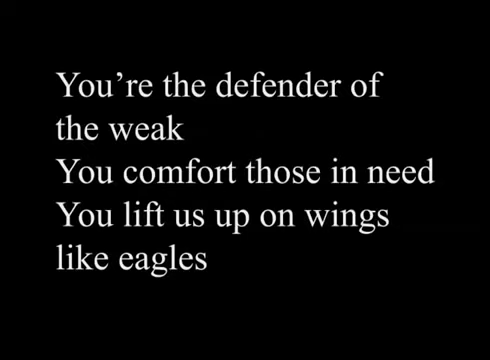 You’re the defender of
the weak
You comfort those in need
You lift us up on wings
like eagles